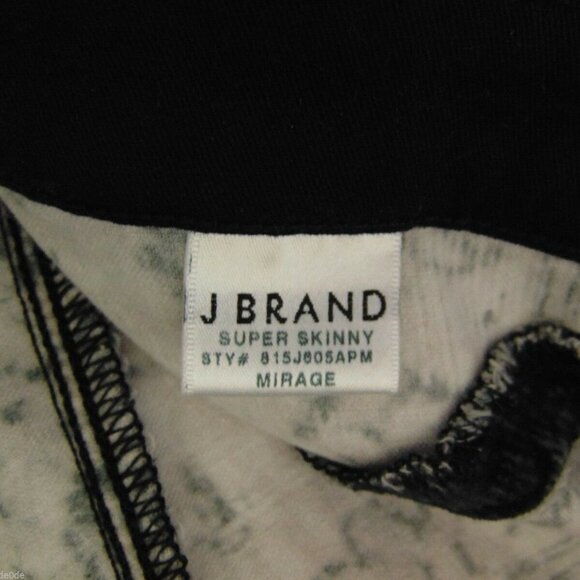 J BRAND
SUPER SKINNY
STY# 815J605APM
MIRAGE